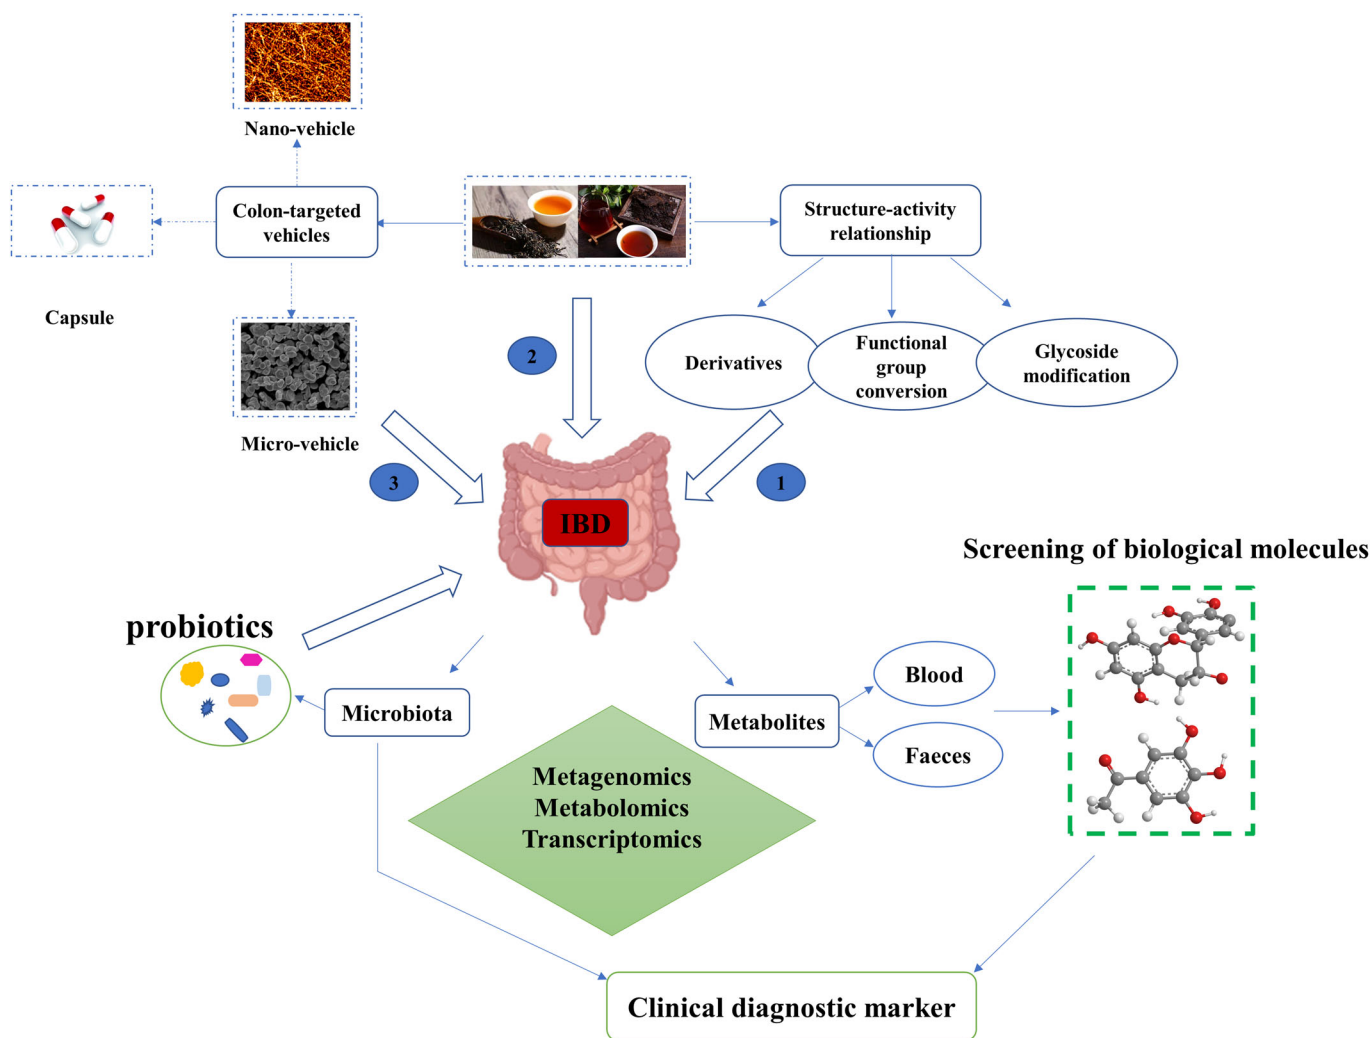 Nano-vehicle
Colon-targeted
vehicles
Structure-activity
relationship
Capsule
Micro-vehicle
2
Derivatives
Functional
group
conversion
Glycoside
modification
3
1
IBD
Screening of biological molecules
probiotics
Microbiota
Metabolites
Blood
Faeces
Metagenomics
Metabolomics
Transcriptomics
Clinical diagnostic marker